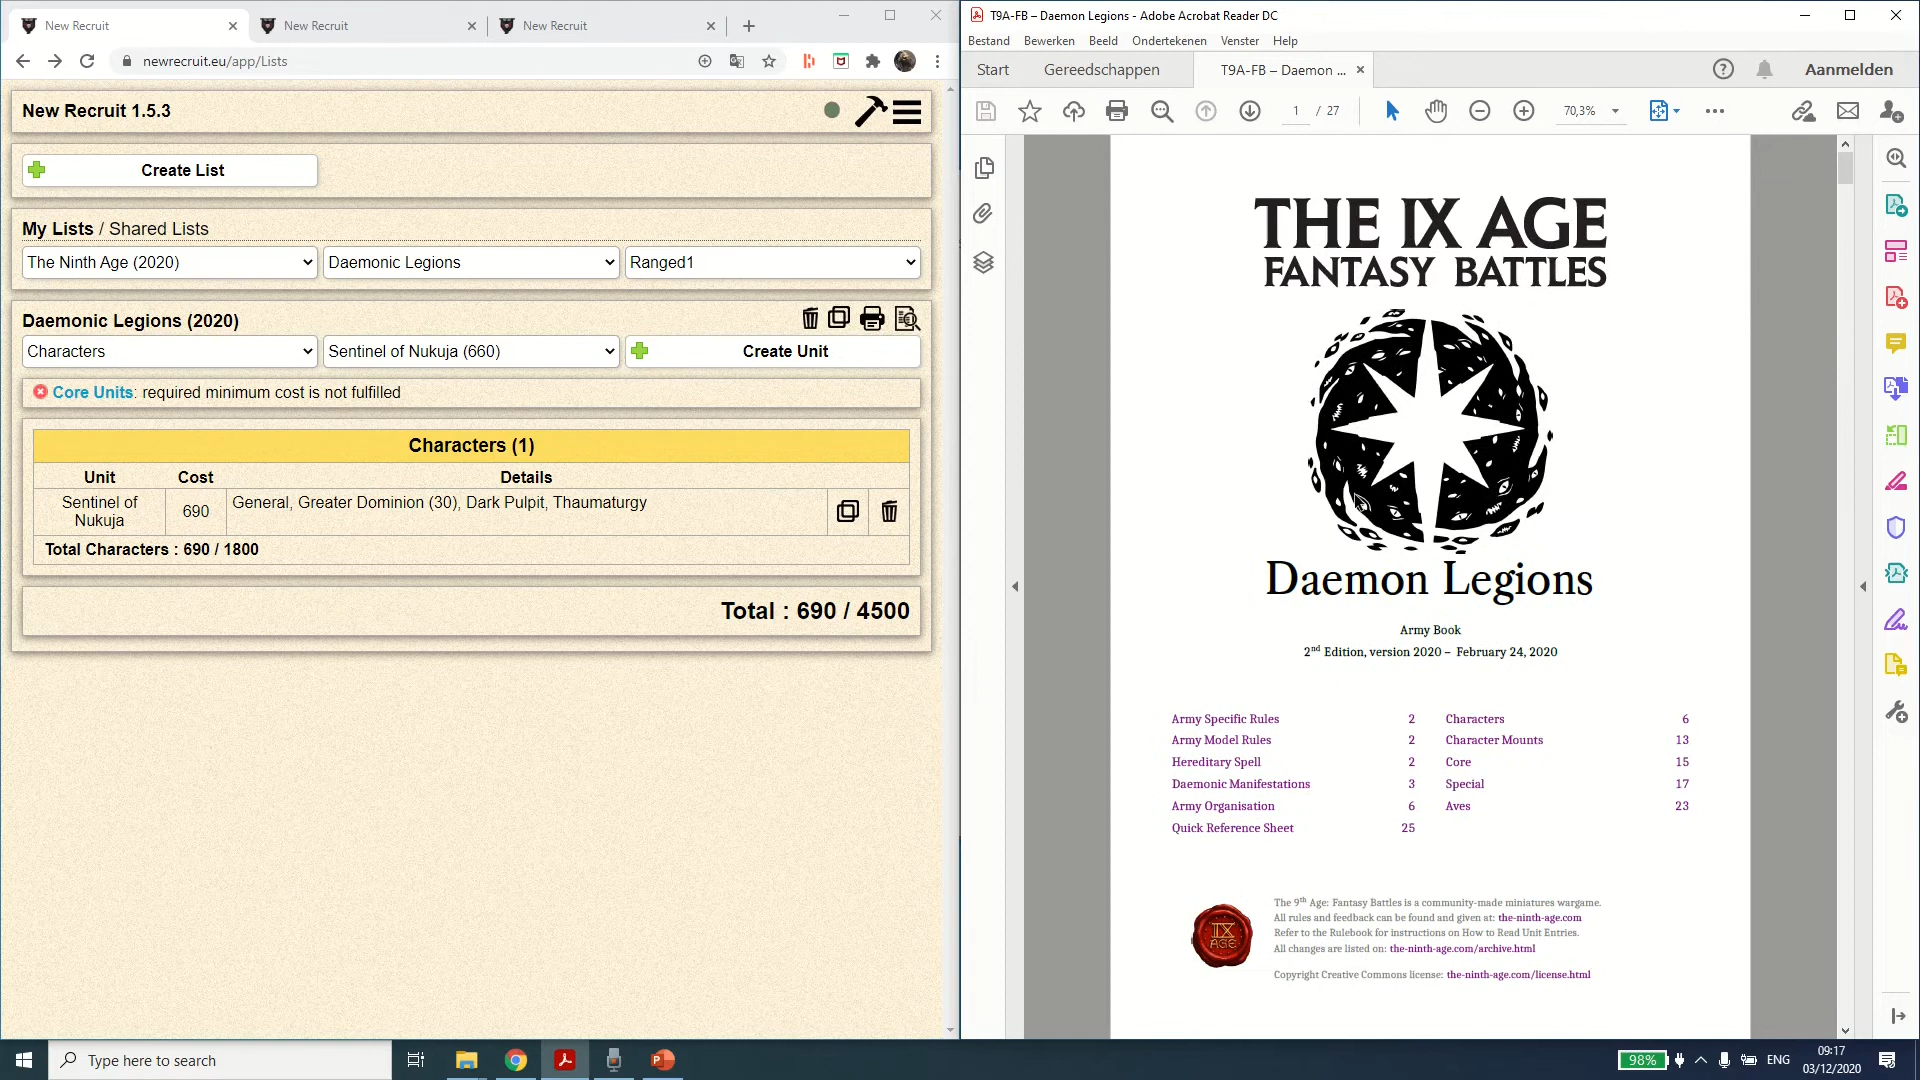 New Recruit
New Recruit
New Recruit
newrecruit.eu/app/Lists
New Recruit 1.5.3
Create List
My Lists / Shared Lists
The Ninth Age (2020)
Daemonic Legions
Ranged1
Daemonic Legions (2020)
Characters
Sentinel of Nukuja (660)
Create Unit
Core Units: required minimum cost is not fulfilled
Characters (1)
Unit Cost Details
Sentinel of Nukuja 690 General, Greater Dominion (30), Dark Pulpit, Thaumaturgy
Total Characters : 690 / 1800
Total : 690 / 4500
T9A-FB – Daemon Legions - Adobe Acrobat Reader DC
Bestand Bewerken Beeld Ondertekenen Venster Help
Start Gereedschappen T9A-FB – Daemon ... Aanmelden
1 / 27 70,3%
THE IX AGE
FANTASY BATTLES
Daemon Legions
Army Book
2nd Edition, version 2020 – February 24, 2020
Army Specific Rules 2
Army Model Rules 2
Hereditary Spell 2
Daemonic Manifestations 3
Army Organisation 6
Quick Reference Sheet 25
Characters 6
Character Mounts 13
Core 15
Special 17
Aves 23
IX
AGE
The 9th Age: Fantasy Battles is a community-made miniatures wargame.
All rules and feedback can be found and given at: the-ninth-age.com
Refer to the Rulebook for instructions on How to Read Unit Entries.
All changes are listed on: the-ninth-age.com/archive.html
Copyright Creative Commons license: the-ninth-age.com/license.html
Type here to search
98%
ENG
09:17
03/12/2020